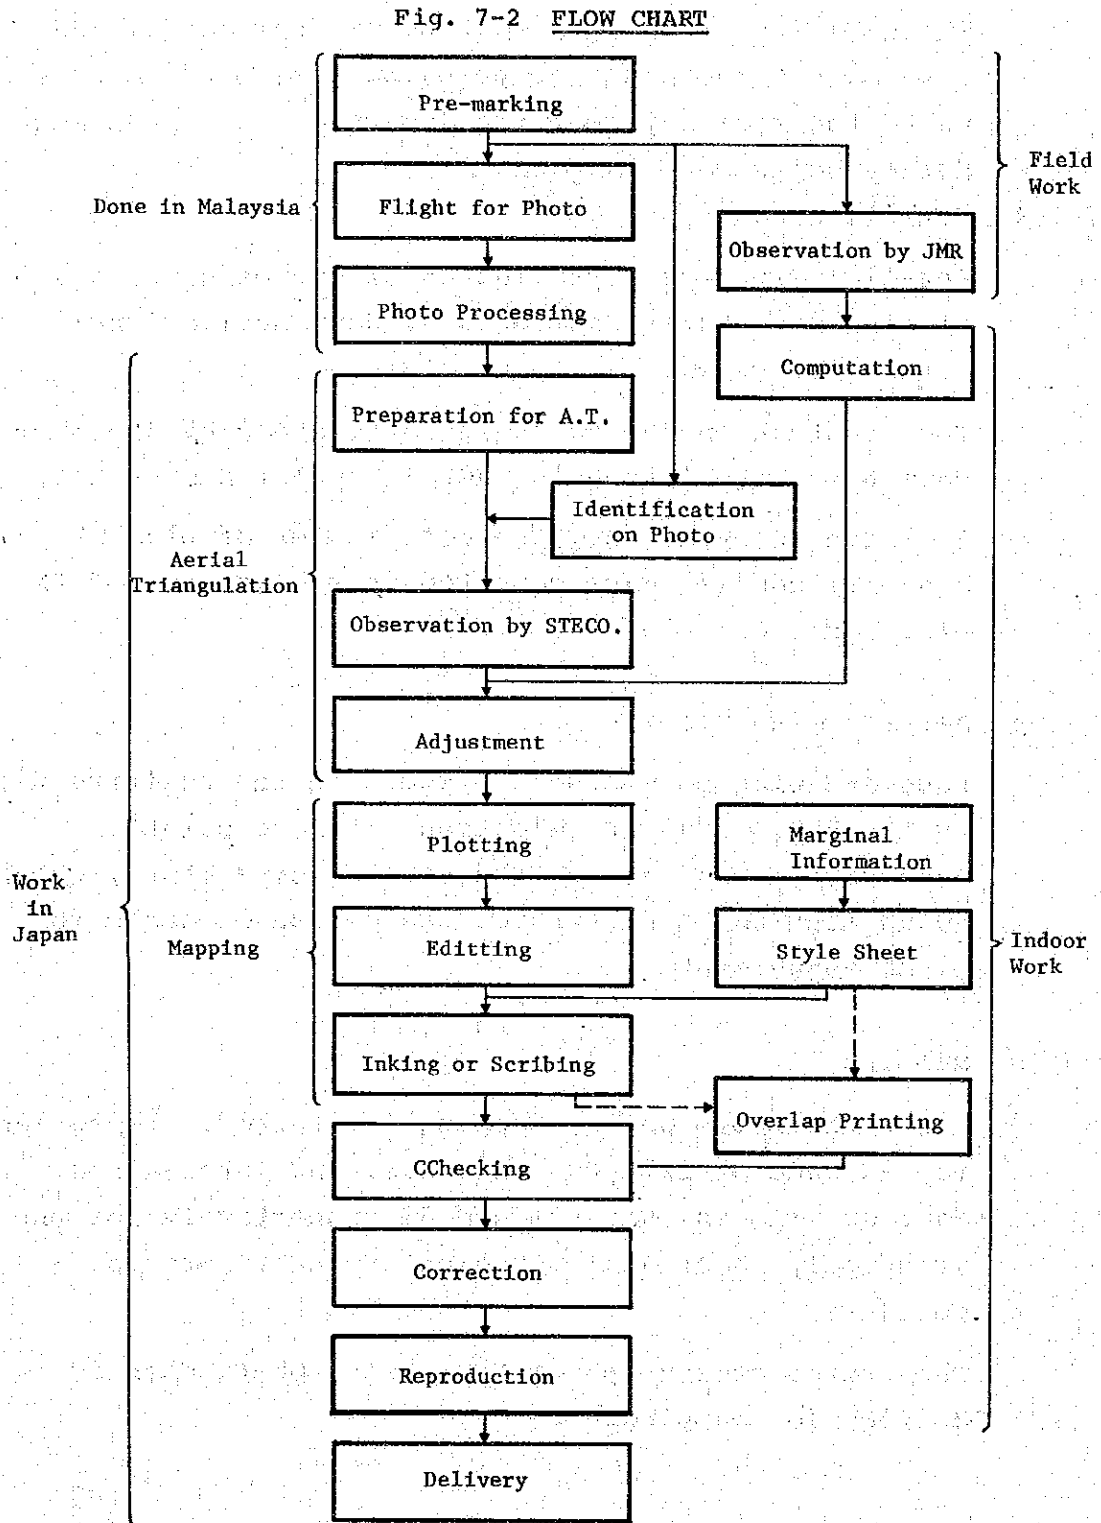 Fig. 7-2 FLOW CHART
Pre-marking
Field
Work
Done in Malaysia
Flight for Photo
Observation by JMR
Photo Processing
Computation
Preparation for A.T.
Identification
on Photo
Aerial
Triangulation
Observation by STECO.
Adjustment
Plotting
Marginal
Information
Work
in
Japan
Mapping
Editting
Style Sheet
Indoor
Work
Inking or Scribing
Overlap Printing
CChecking
Correction
Reproduction
Delivery